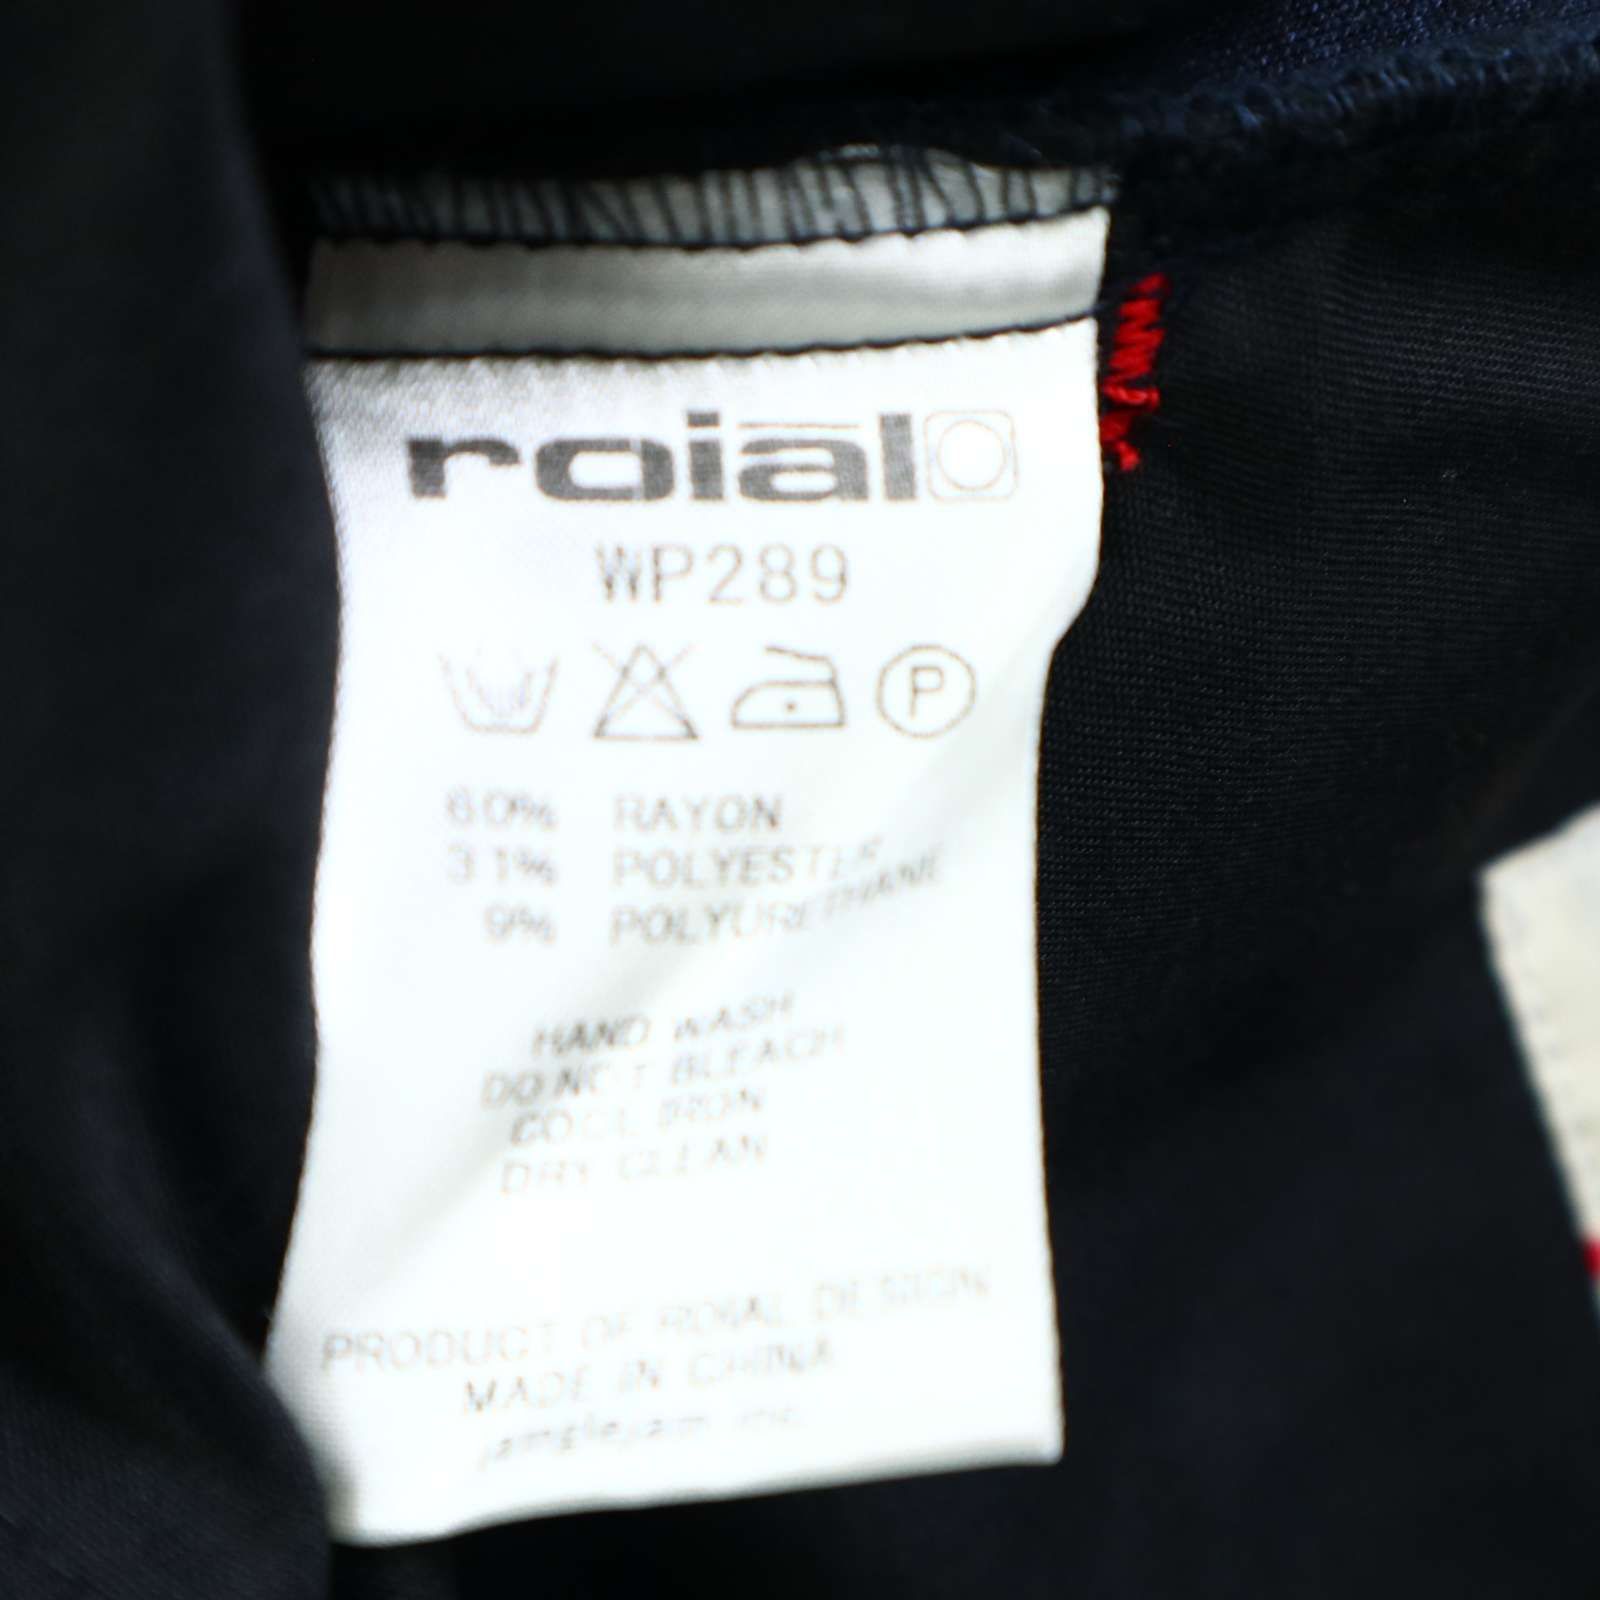 roial
WP289
P
60% RAYON
31% POLYESTER
9% POLYURETHANE
HAND WASH
DO NOT BLEACH
COOL IRON
DRY CLEAN
PRODUCT OF ROIAL DESIGN
MADE IN CHINA
inc.